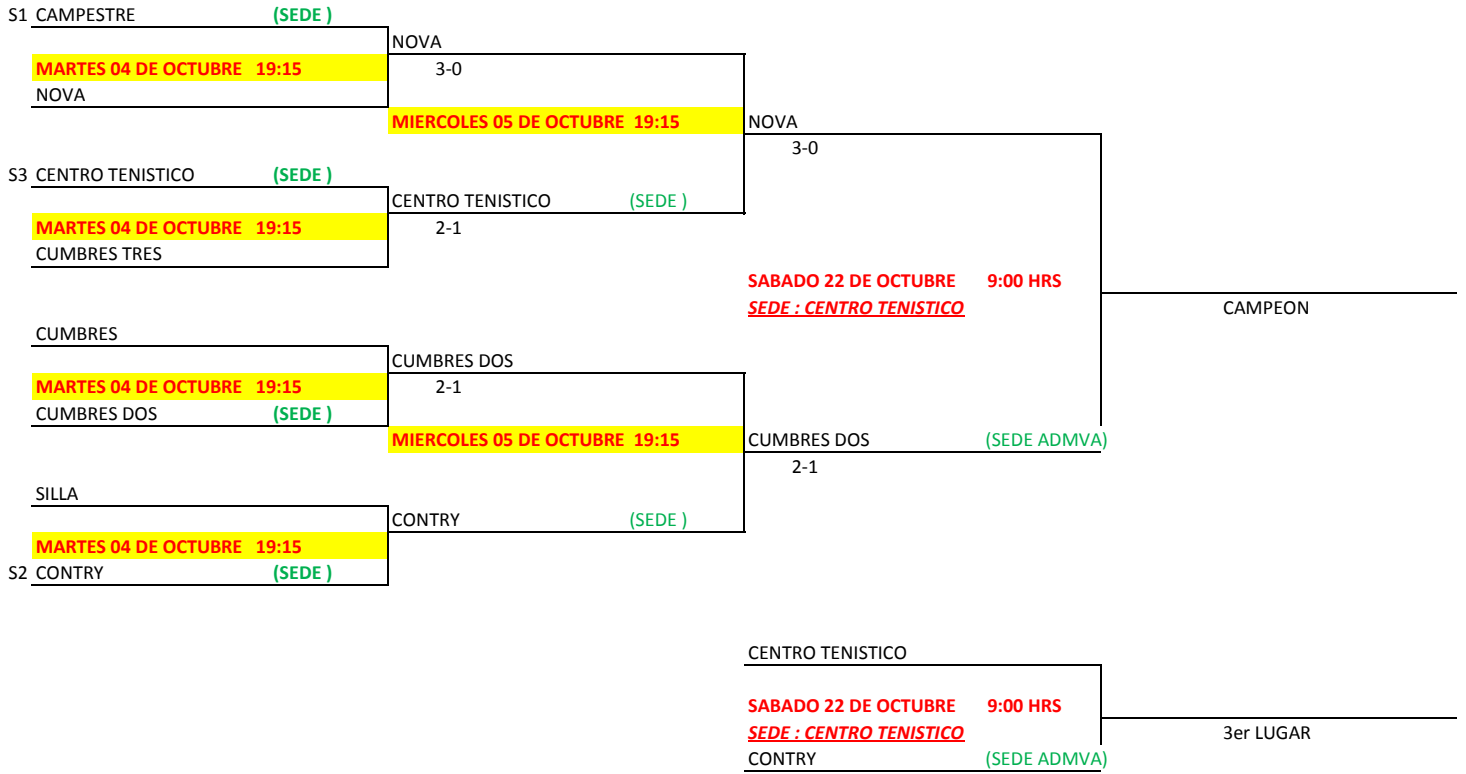 S1 CAMPESTRE (SEDE )
NOVA
MARTES 04 DE OCTUBRE 19:15 3-0
NOVA
MIERCOLES 05 DE OCTUBRE 19:15 NOVA
3-0
S3 CENTRO TENISTICO (SEDE )
CENTRO TENISTICO (SEDE )
MARTES 04 DE OCTUBRE 19:15 2-1
CUMBRES TRES
SABADO 22 DE OCTUBRE 9:00 HRS
SEDE : CENTRO TENISTICO CAMPEON
CUMBRES
CUMBRES DOS
MARTES 04 DE OCTUBRE 19:15 2-1
CUMBRES DOS (SEDE )
MIERCOLES 05 DE OCTUBRE 19:15 CUMBRES DOS (SEDE ADMVA)
2-1
SILLA
CONTRY (SEDE )
MARTES 04 DE OCTUBRE 19:15
S2 CONTRY (SEDE )
CENTRO TENISTICO
SABADO 22 DE OCTUBRE 9:00 HRS
SEDE : CENTRO TENISTICO 3er LUGAR
CONTRY (SEDE ADMVA)